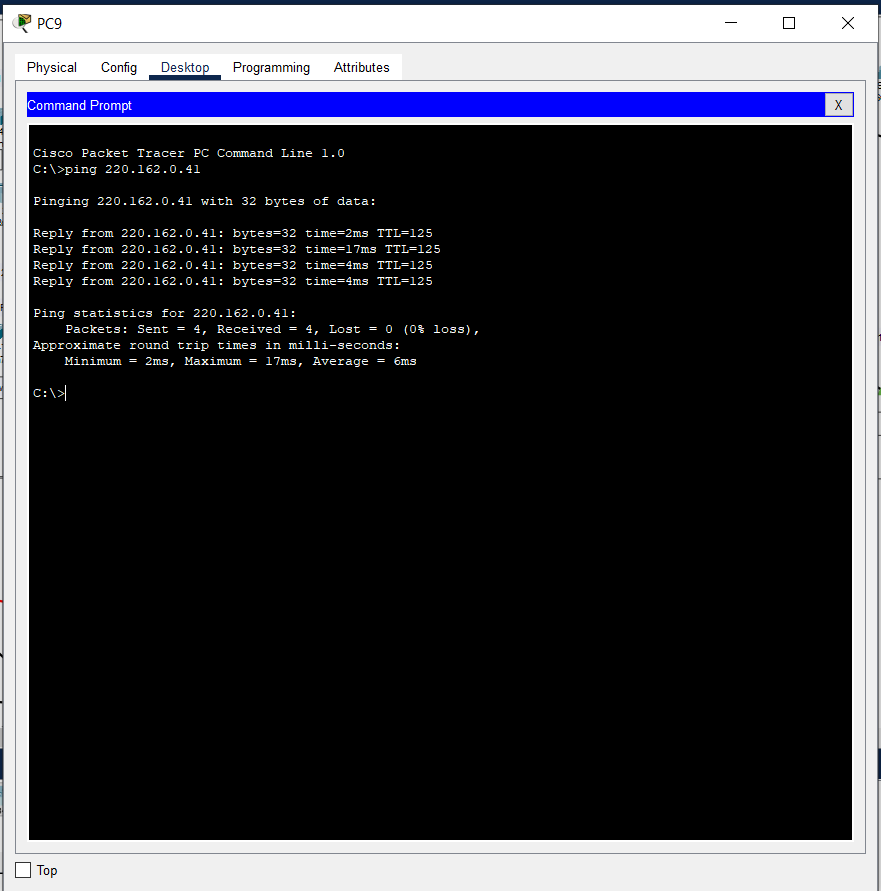 PC9
Physical Config Desktop Programming Attributes
Command Prompt X
Cisco Packet Tracer PC Command Line 1.0
C:\>ping 220.162.0.41
Pinging 220.162.0.41 with 32 bytes of data:
Reply from 220.162.0.41: bytes=32 time=2ms TTL=125
Reply from 220.162.0.41: bytes=32 time=17ms TTL=125
Reply from 220.162.0.41: bytes=32 time=4ms TTL=125
Reply from 220.162.0.41: bytes=32 time=4ms TTL=125
Ping statistics for 220.162.0.41:
Packets: Sent = 4, Received = 4, Lost = 0 (0% loss),
Approximate round trip times in milli-seconds:
Minimum = 2ms, Maximum = 17ms, Average = 6ms
C:\>
Top